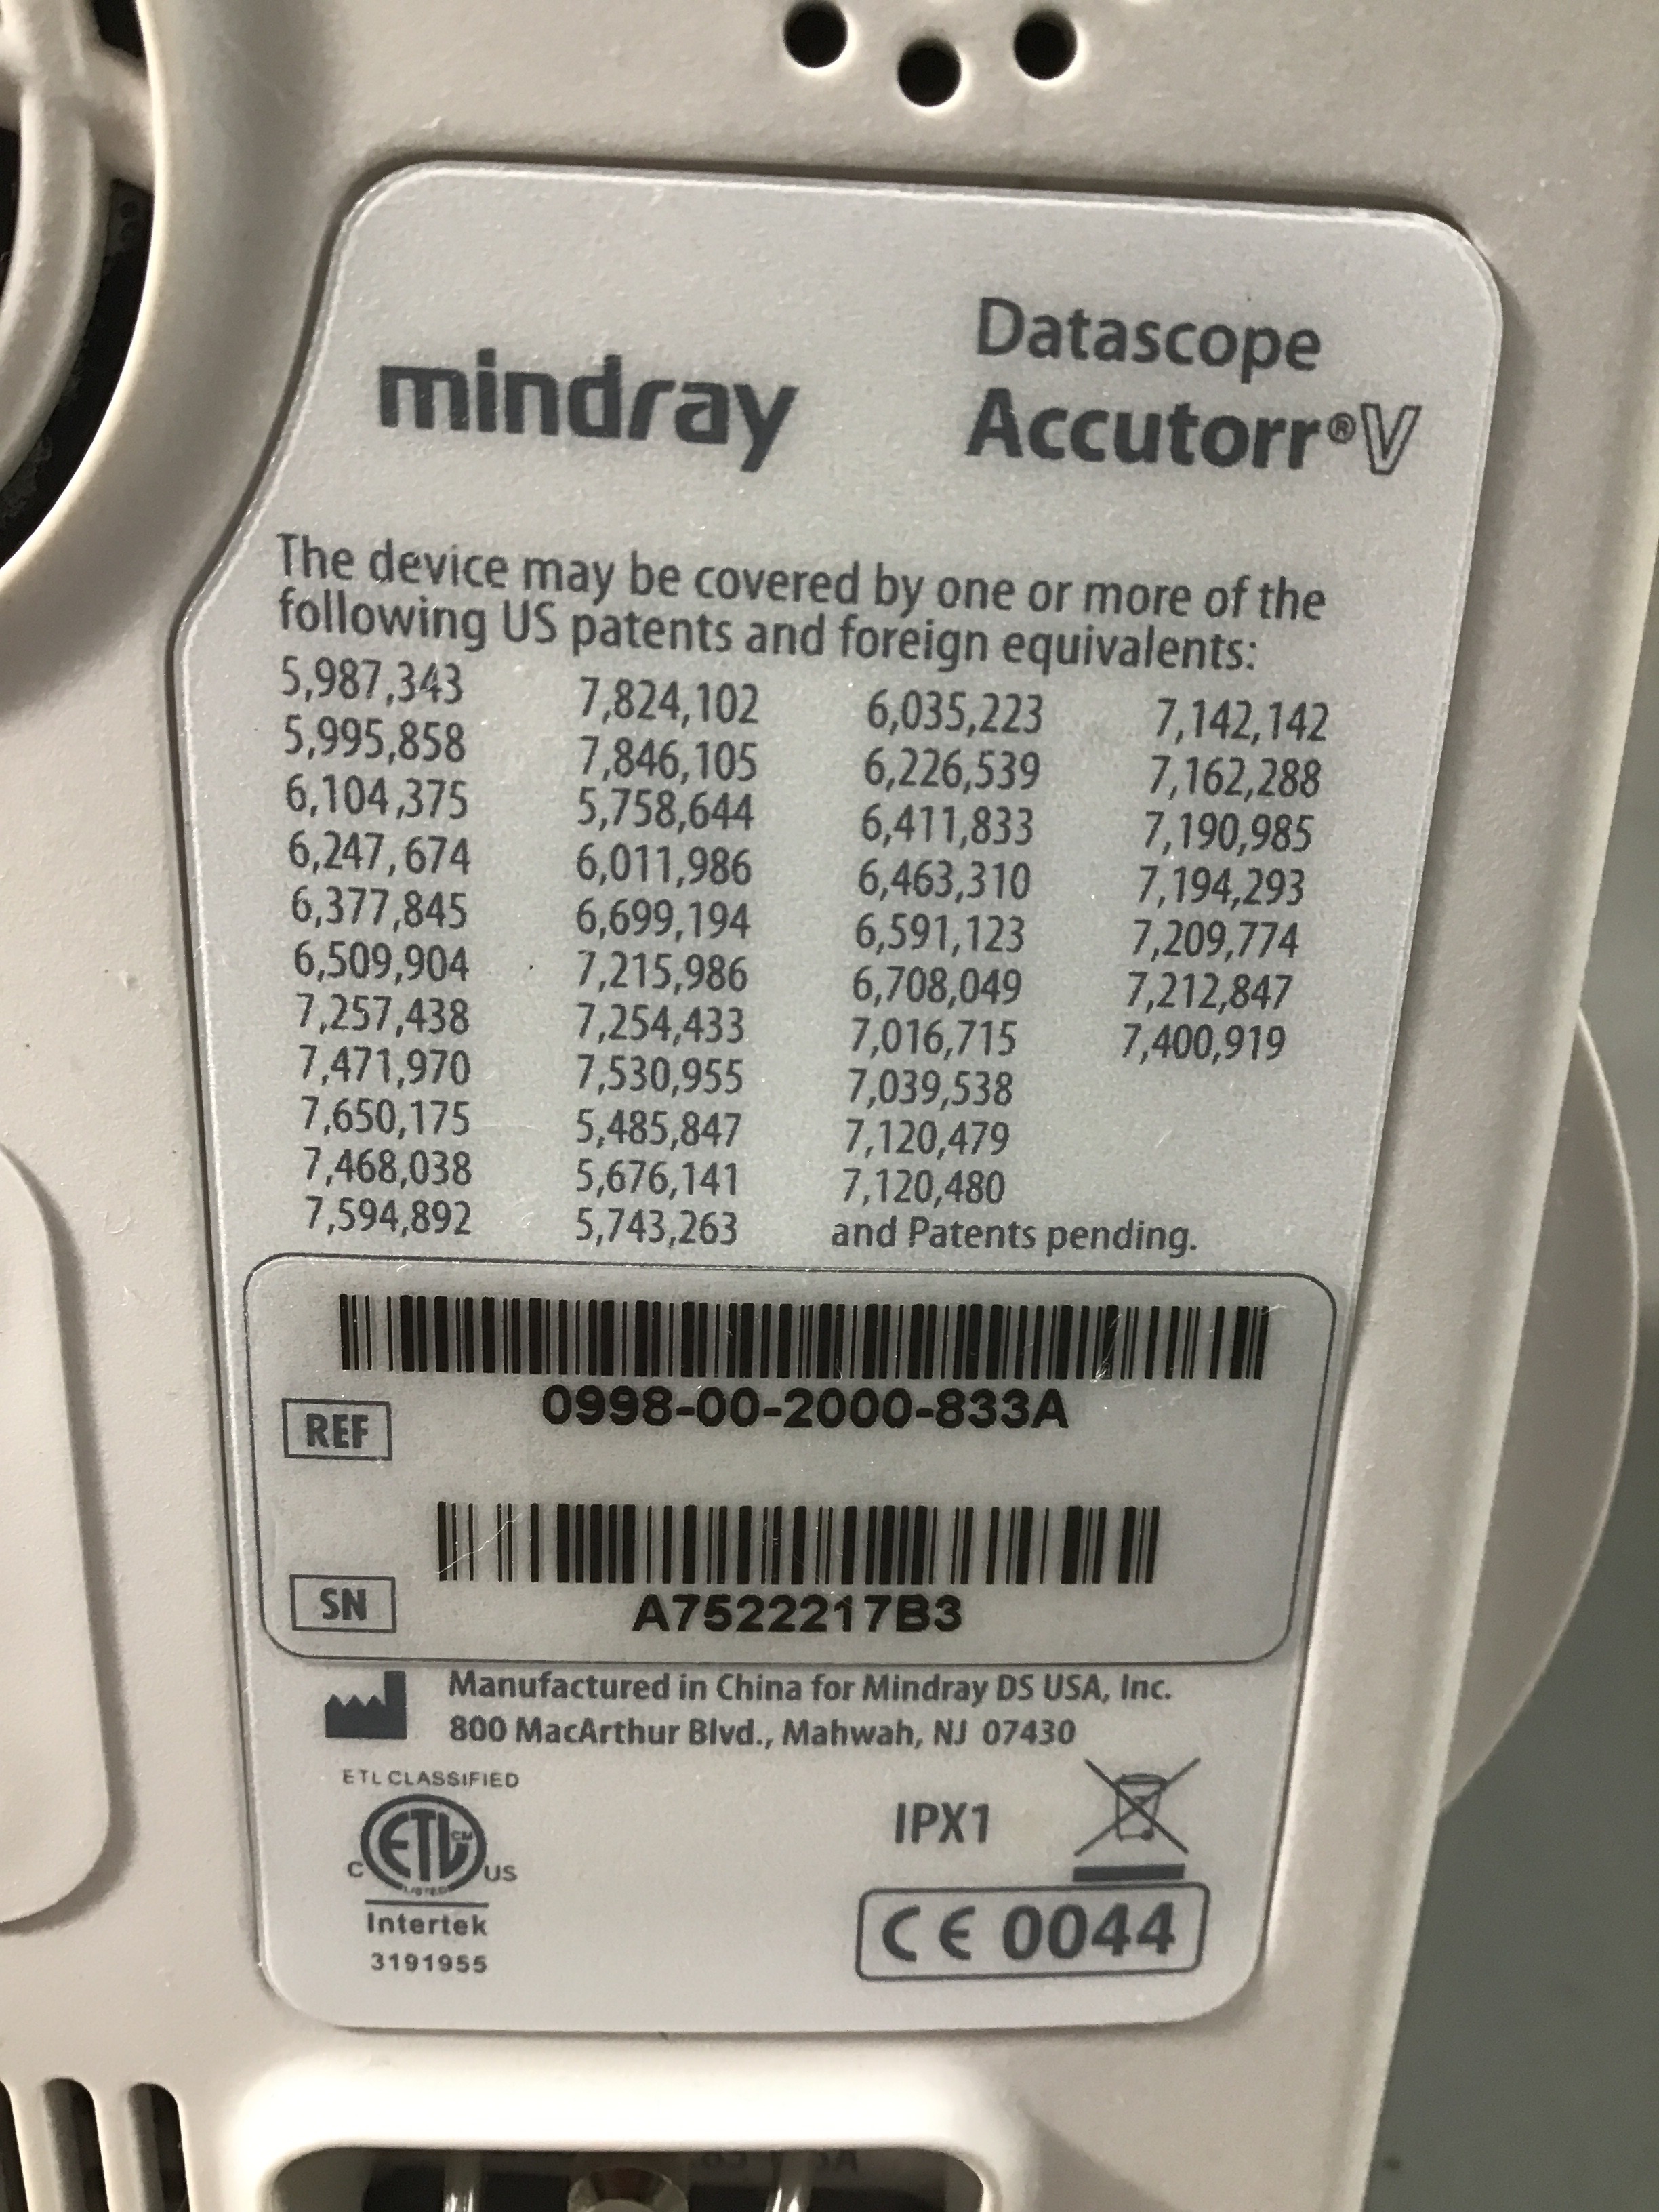 mindray
Datascope
Accutorr®V
The device may be covered by one or more of the
following US patents and foreign equivalents:
5,987,343 7,824,102 6,035,223 7,142,142
5,995,858 7,846,105 6,226,539 7,162,288
6,104,375 5,758,644 6,411,833 7,190,985
6,247,674 6,011,986 6,463,310 7,194,293
6,377,845 6,699,194 6,591,123 7,209,774
6,509,904 7,215,986 6,708,049 7,212,847
7,257,438 7,254,433 7,016,715 7,400,919
7,471,970 7,530,955 7,039,538
7,650,175 5,485,847 7,120,479
7,468,038 5,676,141 7,120,480
7,594,892 5,743,263 and Patents pending.
REF 0998-00-2000-833A
SN A7522217B3
Manufactured in China for Mindray DS USA, Inc.
800 MacArthur Blvd., Mahwah, NJ 07430
ETL CLASSIFIED
ETL CM
C US
LISTED
Intertek
3191955
IPX1
CE 0044